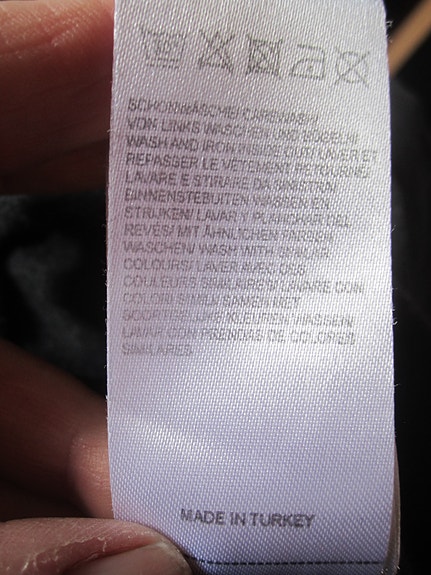 SCHONWÄSCHE/ CAREWASH/
VON LINKS WASCHEN UND BÜGELN/
WASH AND IRON INSIDE OUT/ LAVER ET
REPASSER LE VÊTEMENT RETOURNÉ/
LAVARE E STIRARE DA SINISTRA/
BINNENSTEBUITEN WASSEN EN
STRIJKEN/ LAVAR Y PLANCHAR DEL
REVÉS/ MIT ÄHNLICHEN FARBEN
WASCHEN/ WASH WITH SIMILAR
COLOURS/ LAVER AVEC DES
COULEURS SIMILAIRES/ LAVARE CON
COLORI SIMILI/ SAMEN MET
SOORTGELIJKE KLEUREN WASSEN/
LAVAR CON PRENDAS DE COLORES
SIMILARES
MADE IN TURKEY